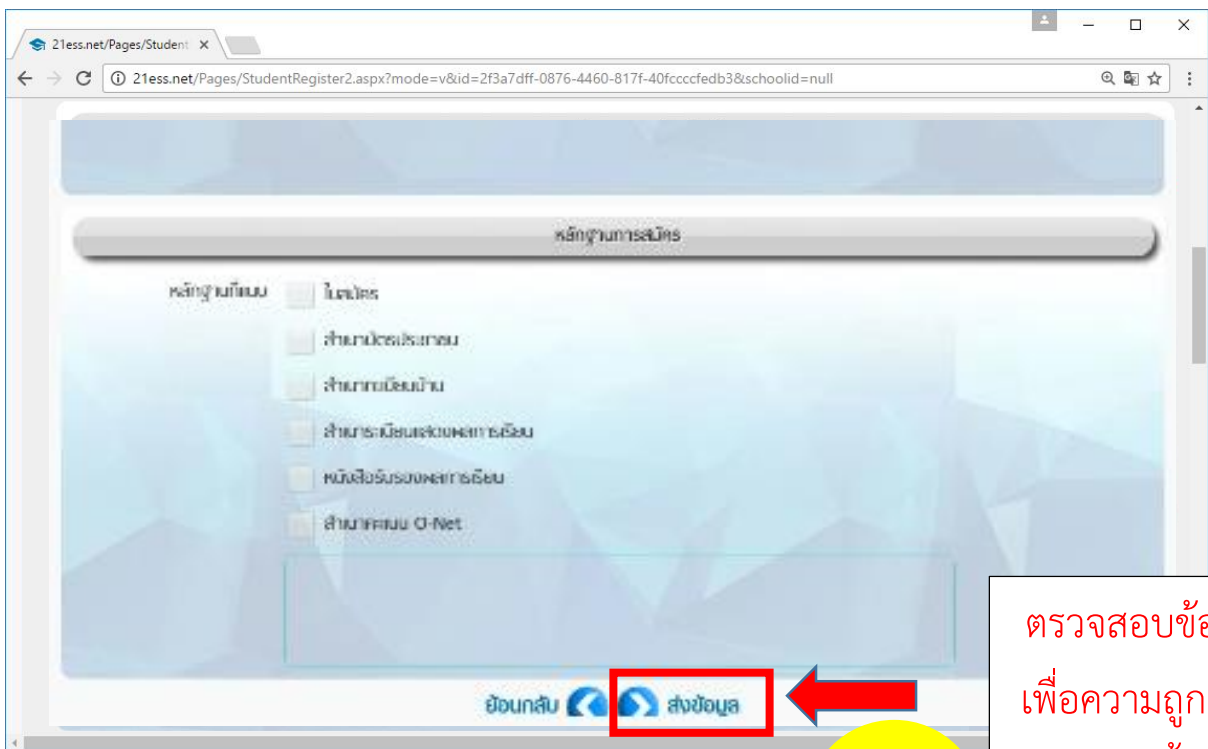 21ess.net/Pages/Student
21ess.net/Pages/StudentRegister2.aspx?mode=v&id=2f3a7dff-0876-4460-817f-40fccccfedb3&schoolid=null
หลักฐานการสมัคร
หลักฐานที่แนบ
ใบสมัคร
สำเนาบัตรประชาชน
สำเนาทะเบียนบ้าน
สำเนาระเบียนแสดงผลการเรียน
หนังสือรับรองผลการเรียน
สำเนาคะแนน O-Net
ย้อนกลับ ส่งข้อมูล
ตรวจสอบข้อ
เพื่อความถูก